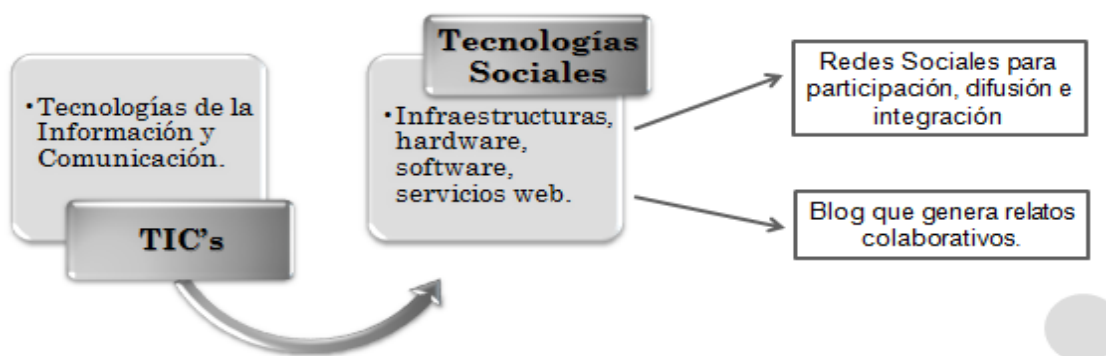 •Tecnologías de la
Información y
Comunicación.
TIC's
Tecnologías
Sociales
•Infraestructuras,
hardware,
software,
servicios web.
Redes Sociales para
participación, difusión e
integración
Blog que genera relatos
colaborativos.